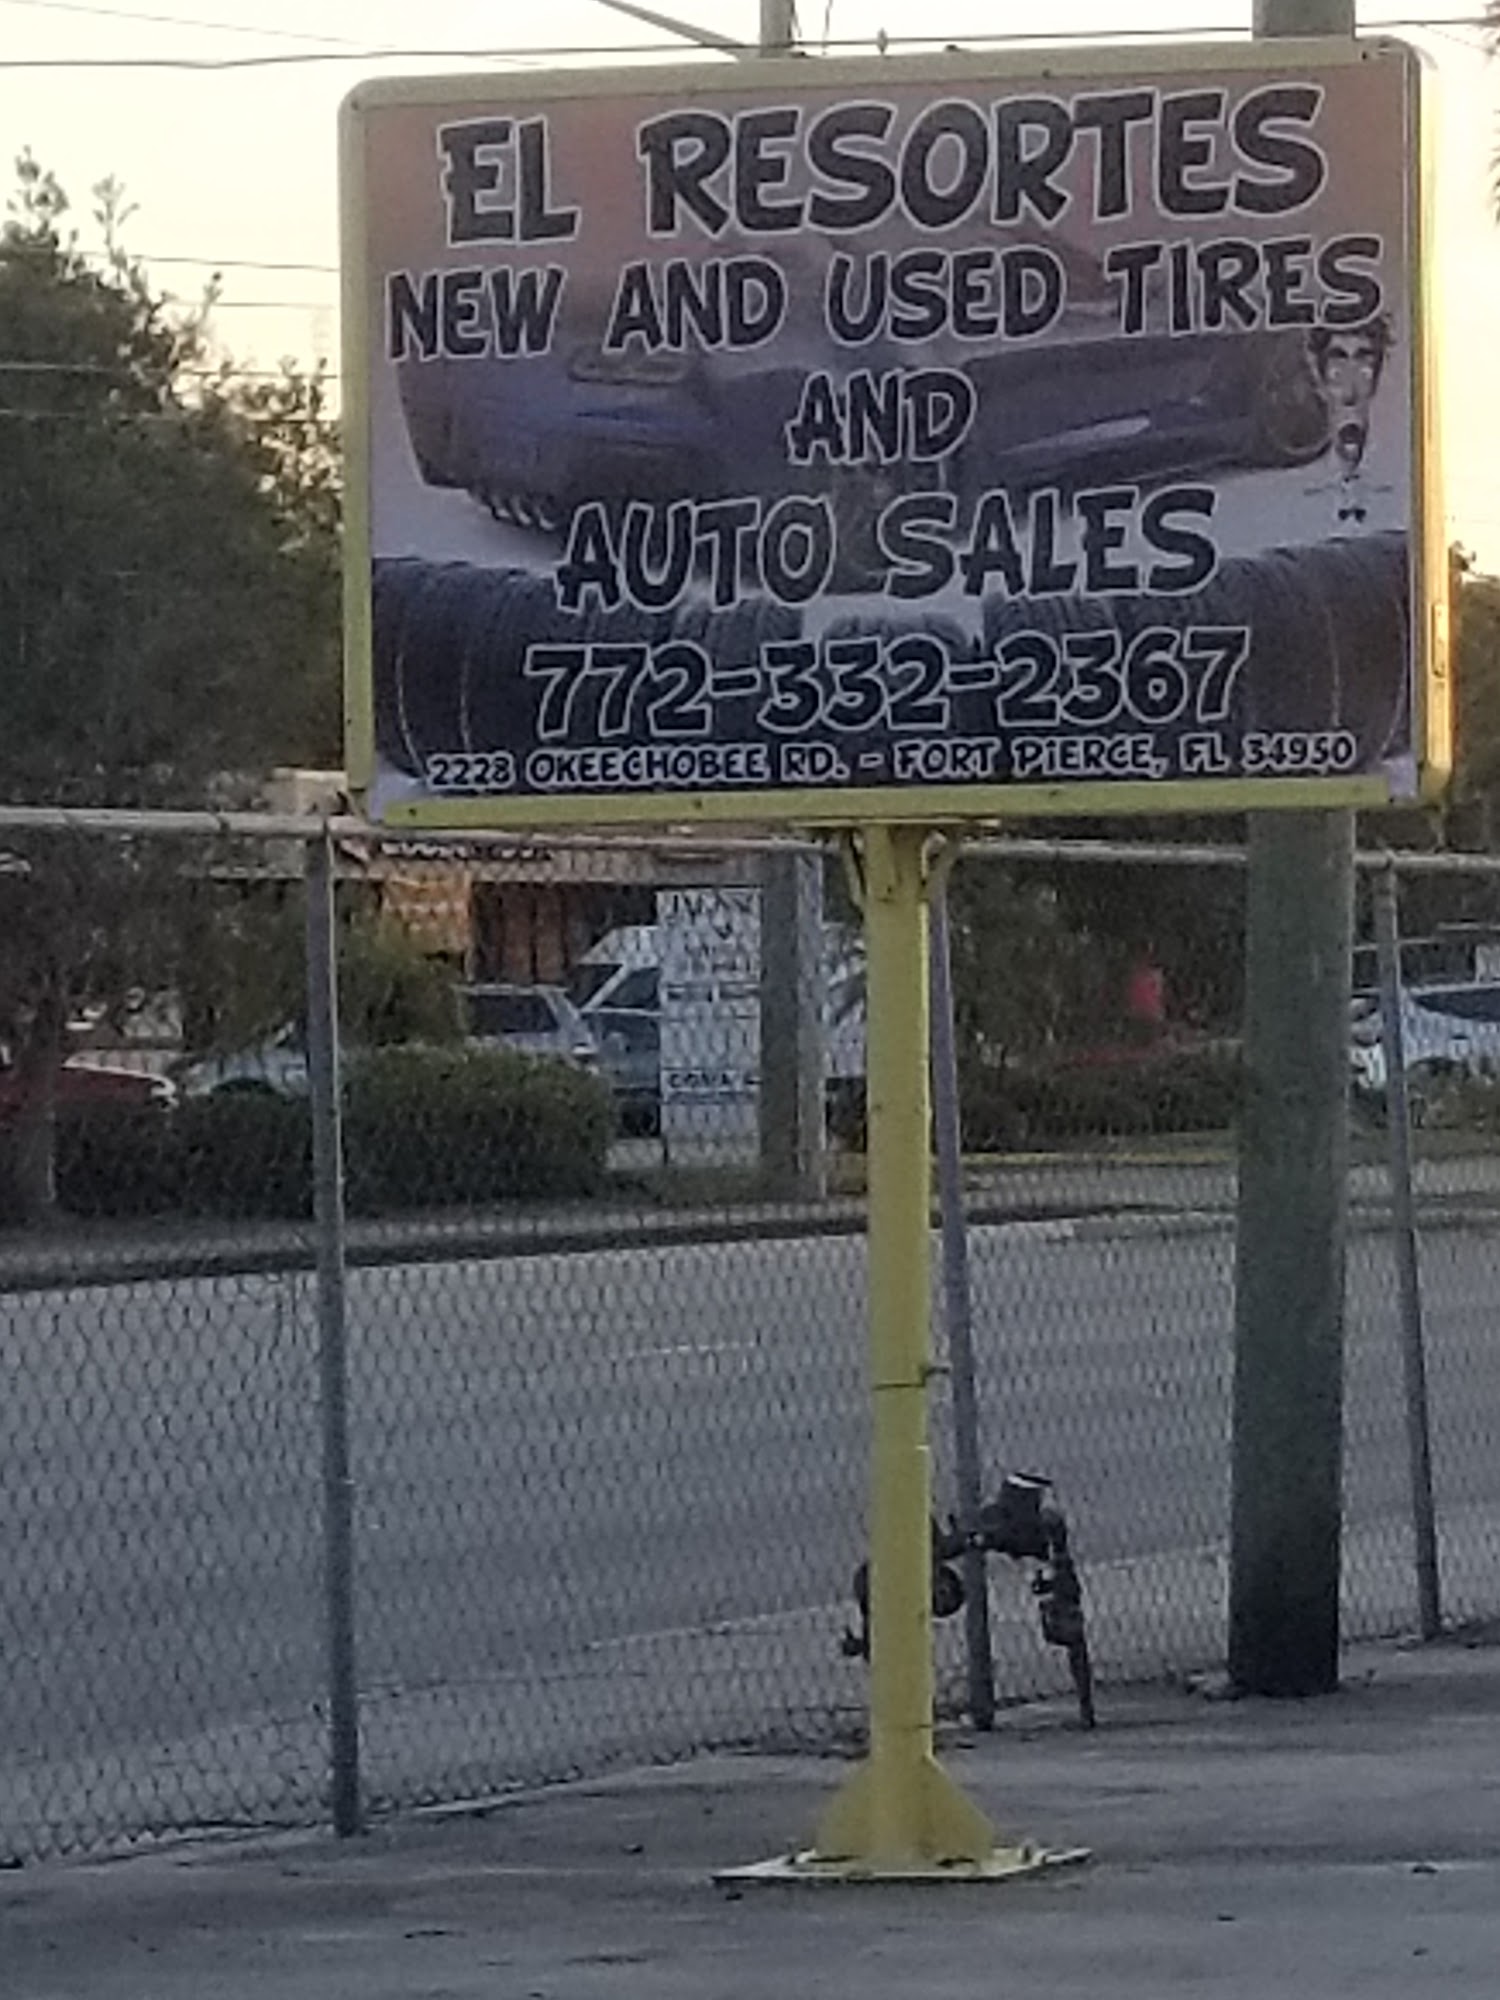 EL RESORTES
NEW AND USED TIRES
AND
AUTO SALES
772-332-2367
2228 OKEECHOBEE RD. - FORT PIERCE, FL 34950